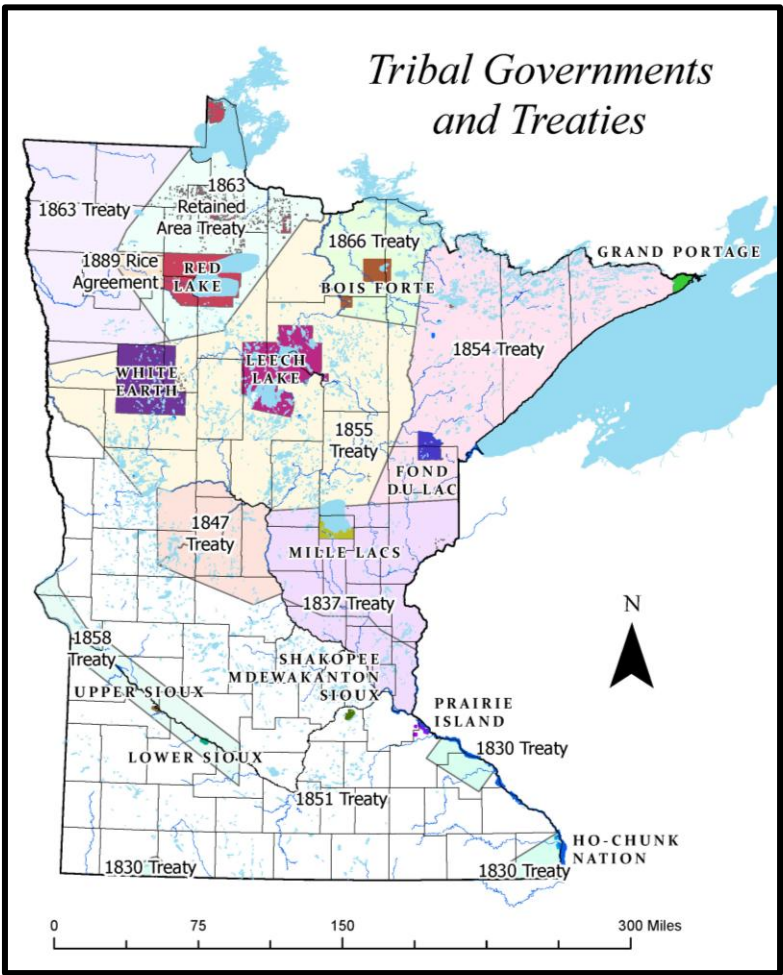 Tribal Governments
and Treaties
1863
Retained
Area Treaty
1863 Treaty
1866 Treaty
GRAND PORTAGE
1889 Rice
Agreement
RED
LAKE
BOIS FORTE
1854 Treaty
WHITE
EARTH
LEECH
LAKE
1855
Treaty
FOND
DU LAC
1847
Treaty
MILLE LACS
1837 Treaty
N
1858
Treaty
SHAKOPEE
MDEWAKANTON
SIOUX
UPPER SIOUX
PRAIRIE
ISLAND
LOWER SIOUX
1830 Treaty
1851 Treaty
HO-CHUNK
NATION
1830 Treaty
1830 Treaty
0 75 150 300 Miles